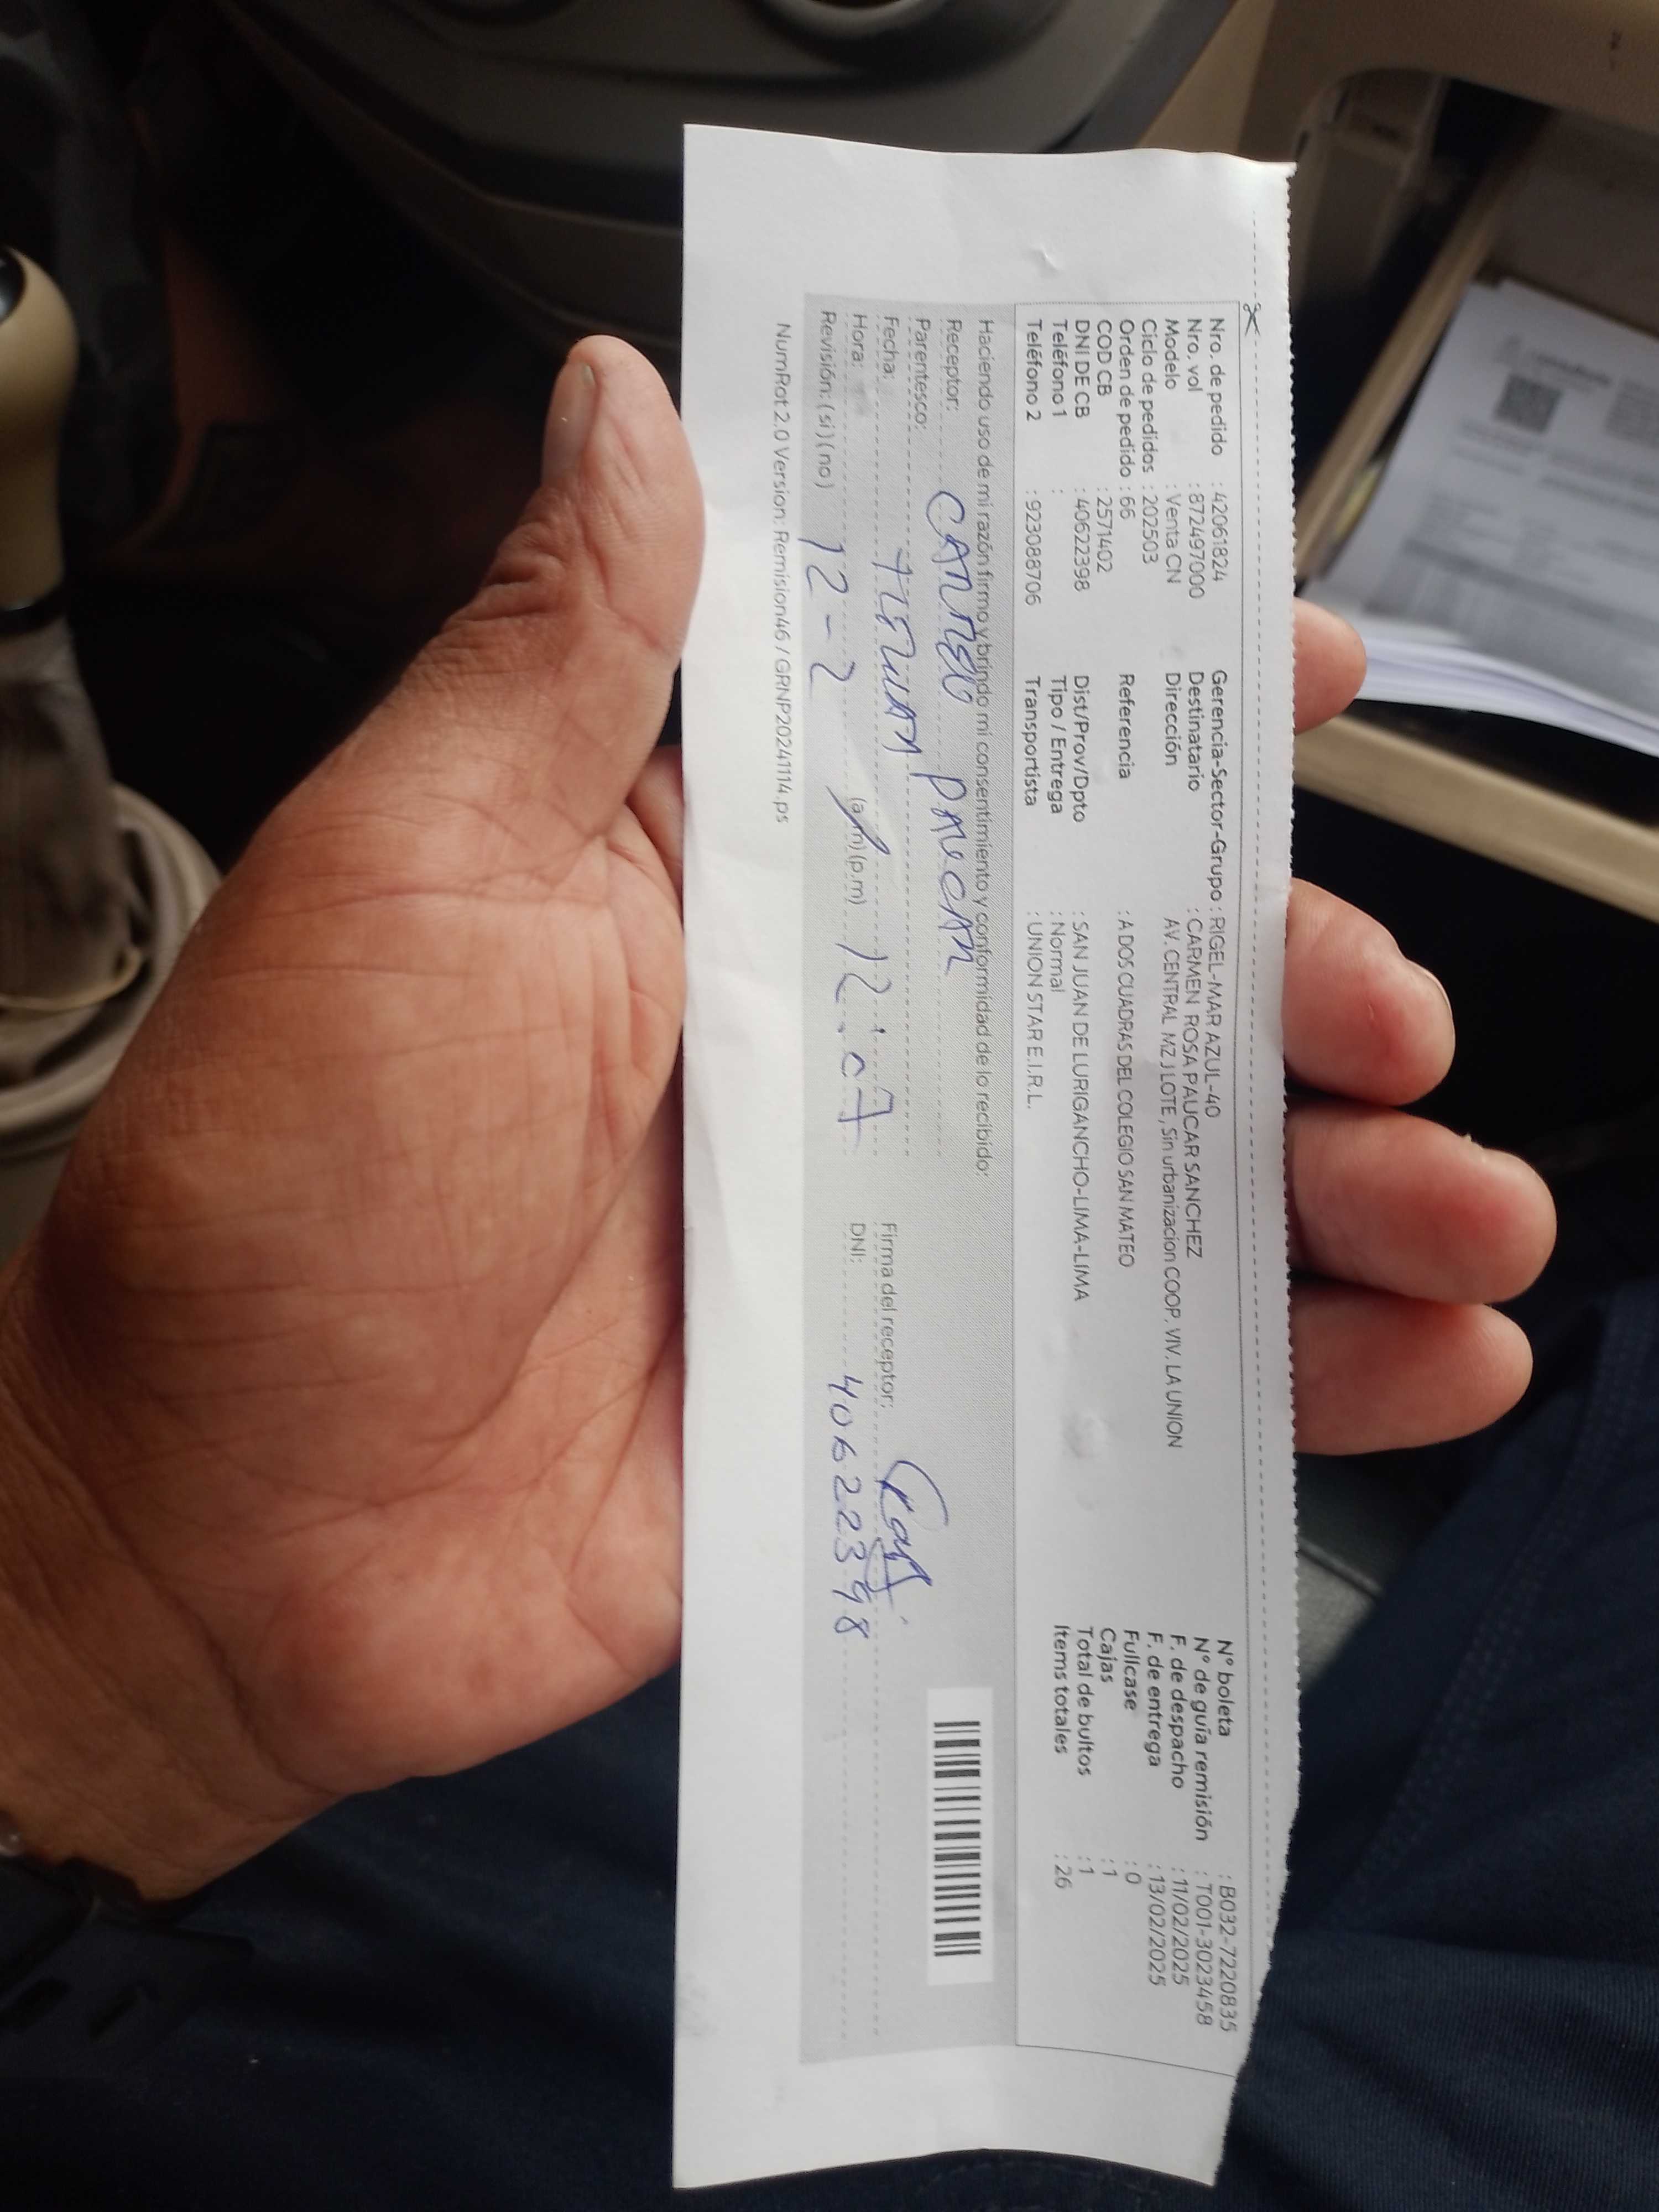 Nro. de pedido : 42061824 Gerencia-Sector-Grupo : RIGEL-MAR AZUL-40 N° boleta : B032-7220835
Nro. vol : 872497000 Destinatario : CARMEN ROSA PAUCAR SANCHEZ N° de guía remisión : T001-3023458
Modelo : Venta CN Dirección AV. CENTRAL MZ J LOTE , Sin urbanizacion COOP. VIV. LA UNION F. de despacho : 11/02/2025
Ciclo de pedidos : 202503 F. de entrega : 13/02/2025
Orden de pedido : 66 Referencia : A DOS CUADRAS DEL COLEGIO SAN MATEO Fullcase : 0
COD CB : 2571402 Cajas : 1
DNI DE CB : 40622398 Dist/Prov/Dpto : SAN JUAN DE LURIGANCHO-LIMA-LIMA Total de bultos : 1
Teléfono 1 : Tipo / Entrega : Normal Items totales : 26
Teléfono 2 : 923088706 Transportista : UNION STAR E.I.R.L.
Haciendo uso de mi razón firmo y brindo mi consentimiento y conformidad de lo recibido:
Receptor: PAUCAR
Parentesco:
Fecha: Firma del receptor:
Hora: 12-2 (a.m) (p.m) 12:07 DNI: 40622398
Revisión: ( si ) ( no )
NumRot 2.0 Version: Remision46 / GRNP20241114.ps